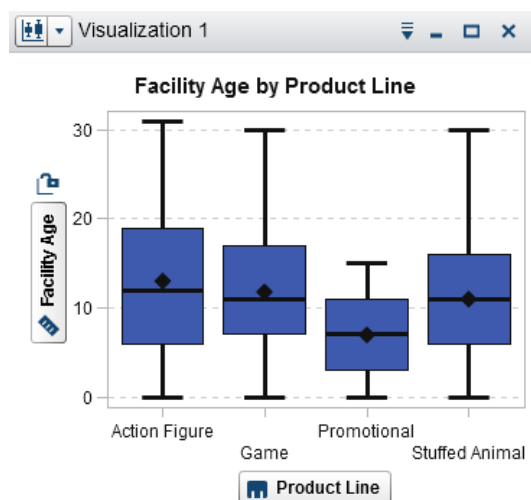 Visualization 1
Facility Age by Product Line
30
20
10
0
Facility Age
Action Figure
Game
Promotional
Stuffed Animal
Product Line